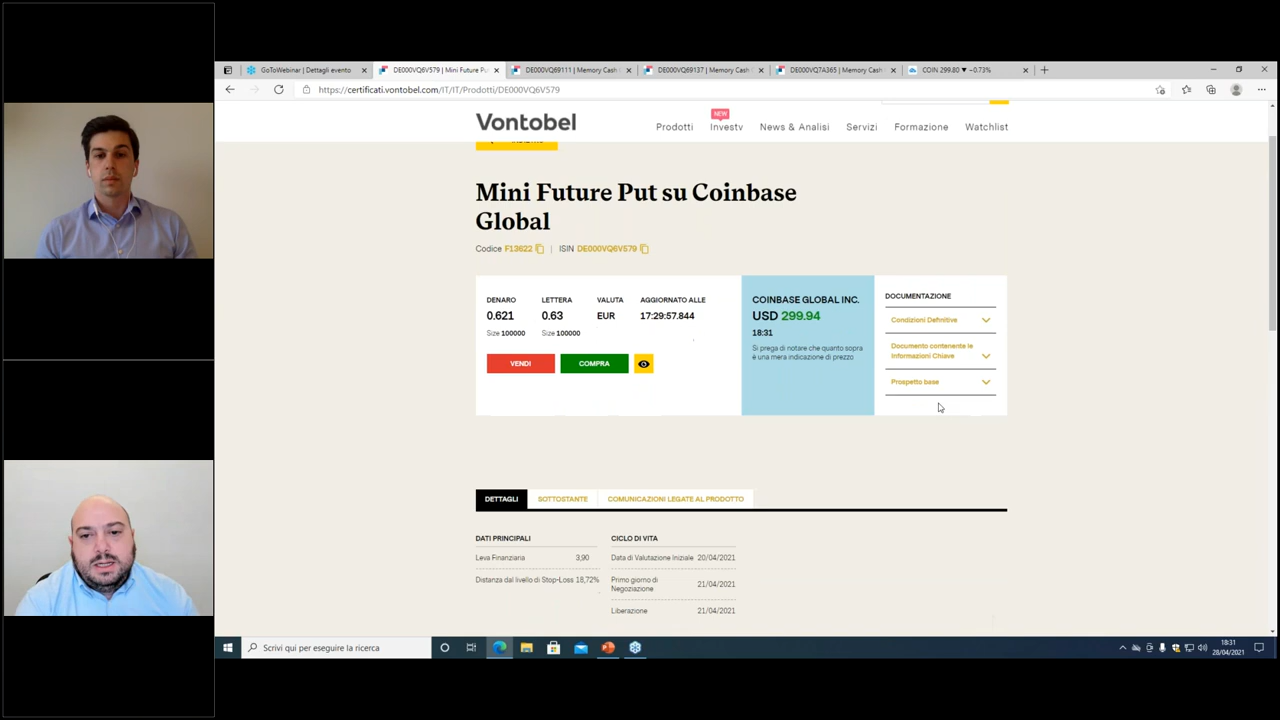 GoToWebinar | Dettagli evento
DE000VQ6V579 | Mini Future Pu
DE000VQ69111 | Memory Cash
DE000VQ69137 | Memory Cash
DE000VQ7A365 | Memory Cash
COIN 299.80 ▼ −0.73%
https://certificati.vontobel.com/IT/IT/Prodotti/DE000VQ6V579
Vontobel
Prodotti
NEW
Investv
News & Analisi
Servizi
Formazione
Watchlist
Mini Future Put su Coinbase
Global
Codice F13622 | ISIN DE000VQ6V579
DENARO
0.621
Size 100000
LETTERA
0.63
Size 100000
VALUTA
EUR
AGGIORNATO ALLE
17:29:57.844
VENDI
COMPRA
COINBASE GLOBAL INC.
USD 299.94
18:31
Si prega di notare che quanto sopra
è una mera indicazione di prezzo
DOCUMENTAZIONE
Condizioni Definitive
Documento contenente le
Informazioni Chiave
Prospetto base
DETTAGLI
SOTTOSTANTE
COMUNICAZIONI LEGATE AL PRODOTTO
DATI PRINCIPALI
Leva Finanziaria 3,90
Distanza dal livello di Stop-Loss 18,72%
CICLO DI VITA
Data di Valutazione Iniziale 20/04/2021
Primo giorno di
Negoziazione 21/04/2021
Liberazione 21/04/2021
Scrivi qui per eseguire la ricerca
18:31
28/04/2021